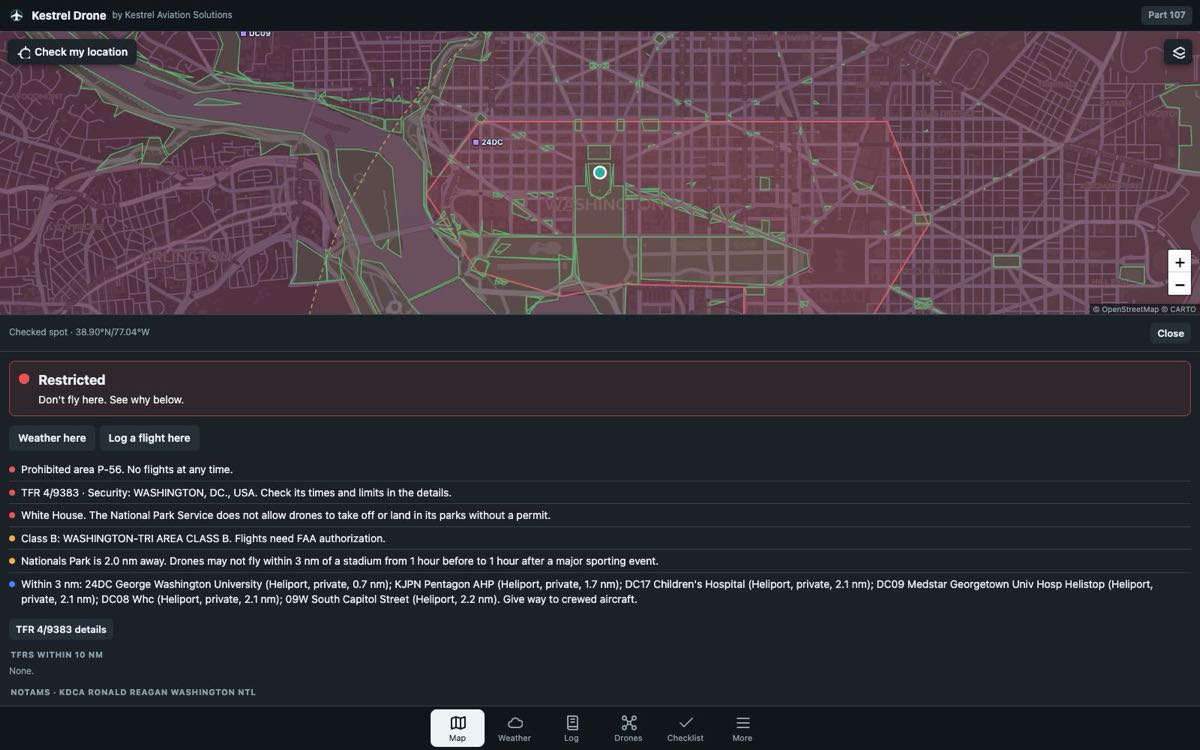 Kestrel Drone by Kestrel Aviation Solutions
Part 107
DC09
Check my location
24DC
WASHINGTON
ARLINGTON
+
−
© OpenStreetMap © CARTO
Checked spot · 38.90°N/77.04°W
Close
Restricted
Don't fly here. See why below.
Weather here
Log a flight here
Prohibited area P-56. No flights at any time.
TFR 4/9383 · Security: WASHINGTON, DC., USA. Check its times and limits in the details.
White House. The National Park Service does not allow drones to take off or land in its parks without a permit.
Class B: WASHINGTON-TRI AREA CLASS B. Flights need FAA authorization.
Nationals Park is 2.0 nm away. Drones may not fly within 3 nm of a stadium from 1 hour before to 1 hour after a major sporting event.
Within 3 nm: 24DC George Washington University (Heliport, private, 0.7 nm); KJPN Pentagon AHP (Heliport, private, 1.7 nm); DC17 Children's Hospital (Heliport, private, 2.1 nm); DC09 Medstar Georgetown Univ Hosp Helistop (Heliport,
private, 2.1 nm); DC08 Whc (Heliport, private, 2.1 nm); 09W South Capitol Street (Heliport, 2.2 nm). Give way to crewed aircraft.
TFR 4/9383 details
TFRS WITHIN 10 NM
None.
NOTAMS · KDCA RONALD REAGAN WASHINGTON NTL
Map
Weather
Log
Drones
Checklist
More